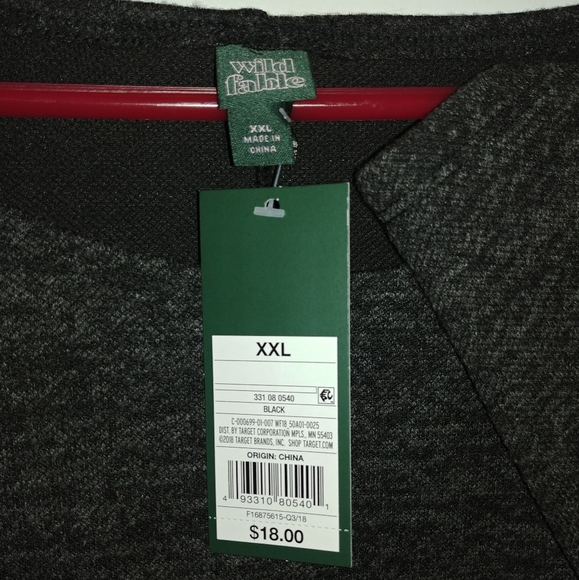 wild
fable
XXL
MADE IN
CHINA
XXL
331 08 0540
BLACK
C-000699-01-007 WF18_50A01-0025
DIST. BY TARGET CORPORATION MPLS, MN 55403
©2018 TARGET BRANDS, INC. SHOP TARGET.COM
ORIGIN: CHINA
4 93310 80540 1
F16875615-Q3/18
$18.00